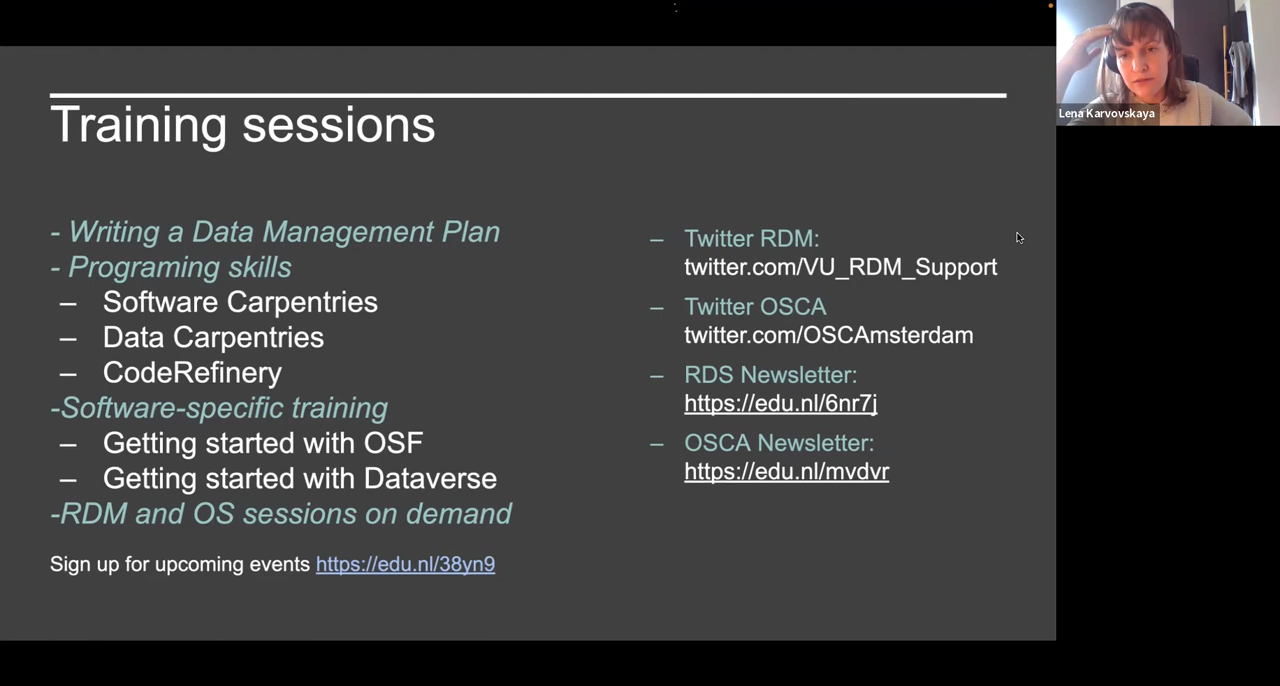 Training sessions
- Writing a Data Management Plan
- Programing skills
– Software Carpentries
– Data Carpentries
– CodeRefinery
-Software-specific training
– Getting started with OSF
– Getting started with Dataverse
-RDM and OS sessions on demand
Sign up for upcoming events https://edu.nl/38yn9
– Twitter RDM:
twitter.com/VU_RDM_Support
– Twitter OSCA
twitter.com/OSCAmsterdam
– RDS Newsletter:
https://edu.nl/6nr7j
– OSCA Newsletter:
https://edu.nl/mvdvr
Lena Karvovskaya